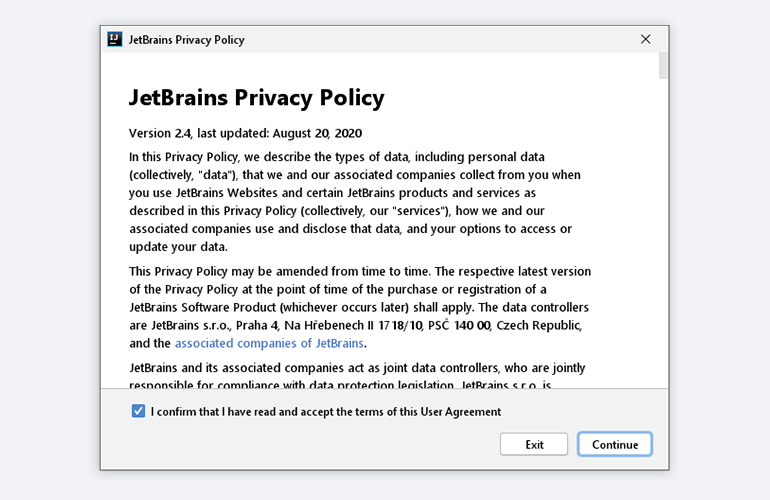 IJ
JetBrains Privacy Policy
JetBrains Privacy Policy
Version 2.4, last updated: August 20, 2020
In this Privacy Policy, we describe the types of data, including personal data
(collectively, "data"), that we and our associated companies collect from you when
you use JetBrains Websites and certain JetBrains products and services as
described in this Privacy Policy (collectively, our "services"), how we and our
associated companies use and disclose that data, and your options to access or
update your data.
This Privacy Policy may be amended from time to time. The respective latest version
of the Privacy Policy at the point of time of the purchase or registration of a
JetBrains Software Product (whichever occurs later) shall apply. The data controllers
are JetBrains s.r.o., Praha 4, Na Hřebenech II 1718/10, PSČ 140 00, Czech Republic,
and the associated companies of JetBrains.
JetBrains and its associated companies act as joint data controllers, who are jointly
responsible for compliance with data protection legislation. JetBrains s.r.o. is
I confirm that I have read and accept the terms of this User Agreement
Exit
Continue